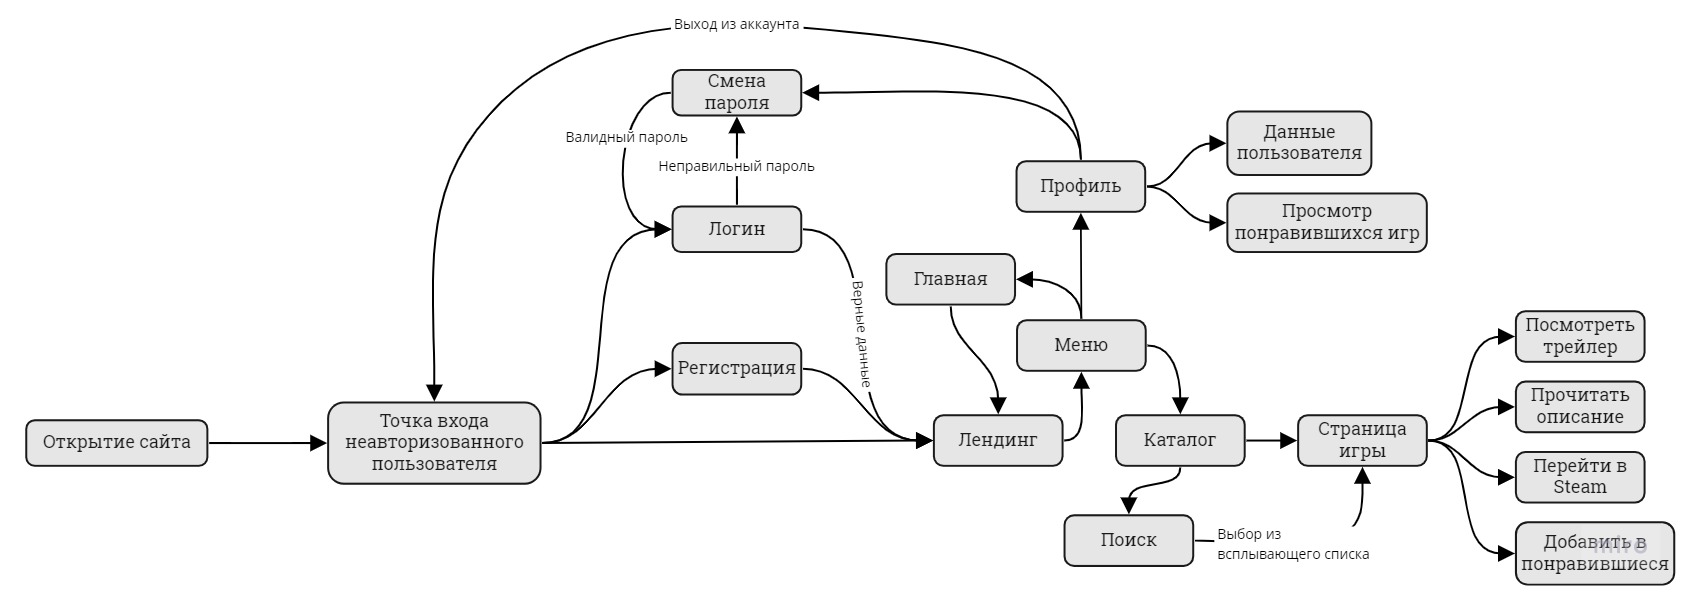 Выход из аккаунта
Смена
пароля
Валидный пароль
Неправильный пароль
Логин
Верные данные
Регистрация
Открытие сайта
Точка входа
неавторизованного
пользователя
Профиль
Данные
пользователя
Просмотр
понравившихся игр
Главная
Меню
Лендинг
Каталог
Страница
игры
Поиск
Выбор из
всплывающего списка
Посмотреть
трейлер
Прочитать
описание
Перейти в
Steam
Добавить в
понравившиеся
miro